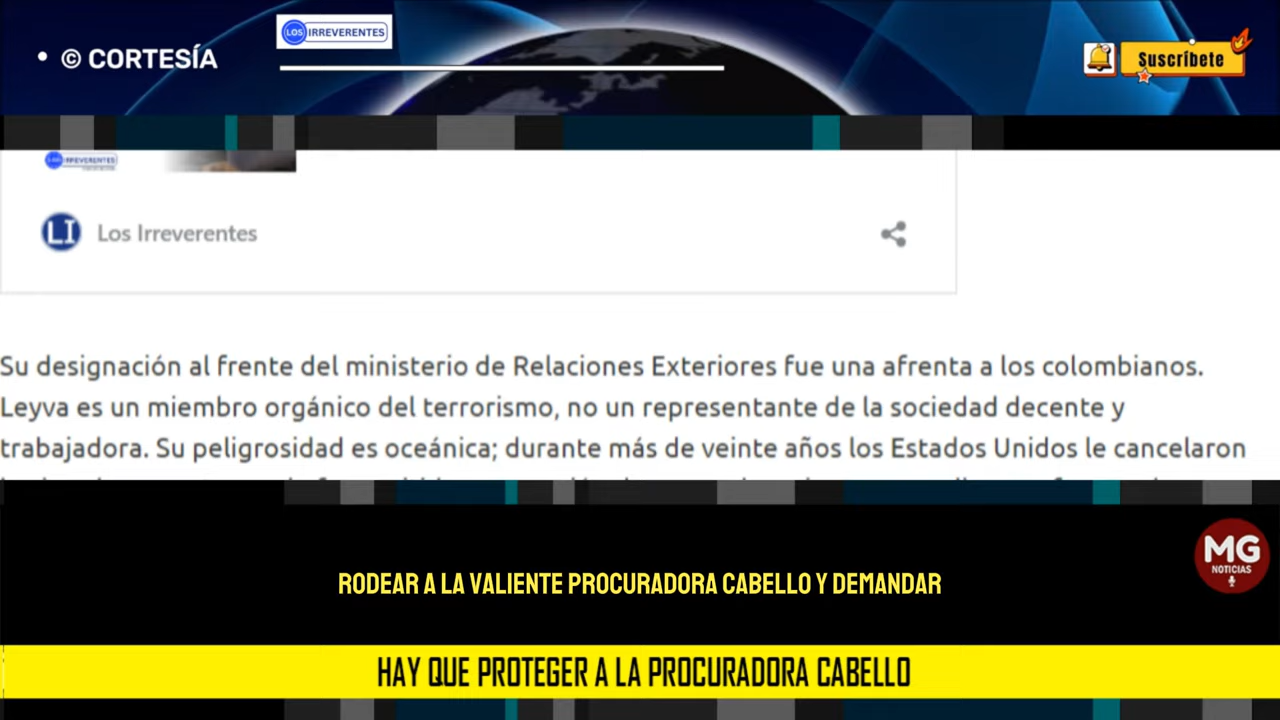 • © CORTESÍA
LOS IRREVERENTES
Suscríbete
LOS IRREVERENTES
LI Los Irreverentes
Su designación al frente del ministerio de Relaciones Exteriores fue una afrenta a los colombianos.
Leyva es un miembro orgánico del terrorismo, no un representante de la sociedad decente y
trabajadora. Su peligrosidad es oceánica; durante más de veinte años los Estados Unidos le cancelaron
MG
NOTICIAS
RODEAR A LA VALIENTE PROCURADORA CABELLO Y DEMANDAR
HAY QUE PROTEGER A LA PROCURADORA CABELLO